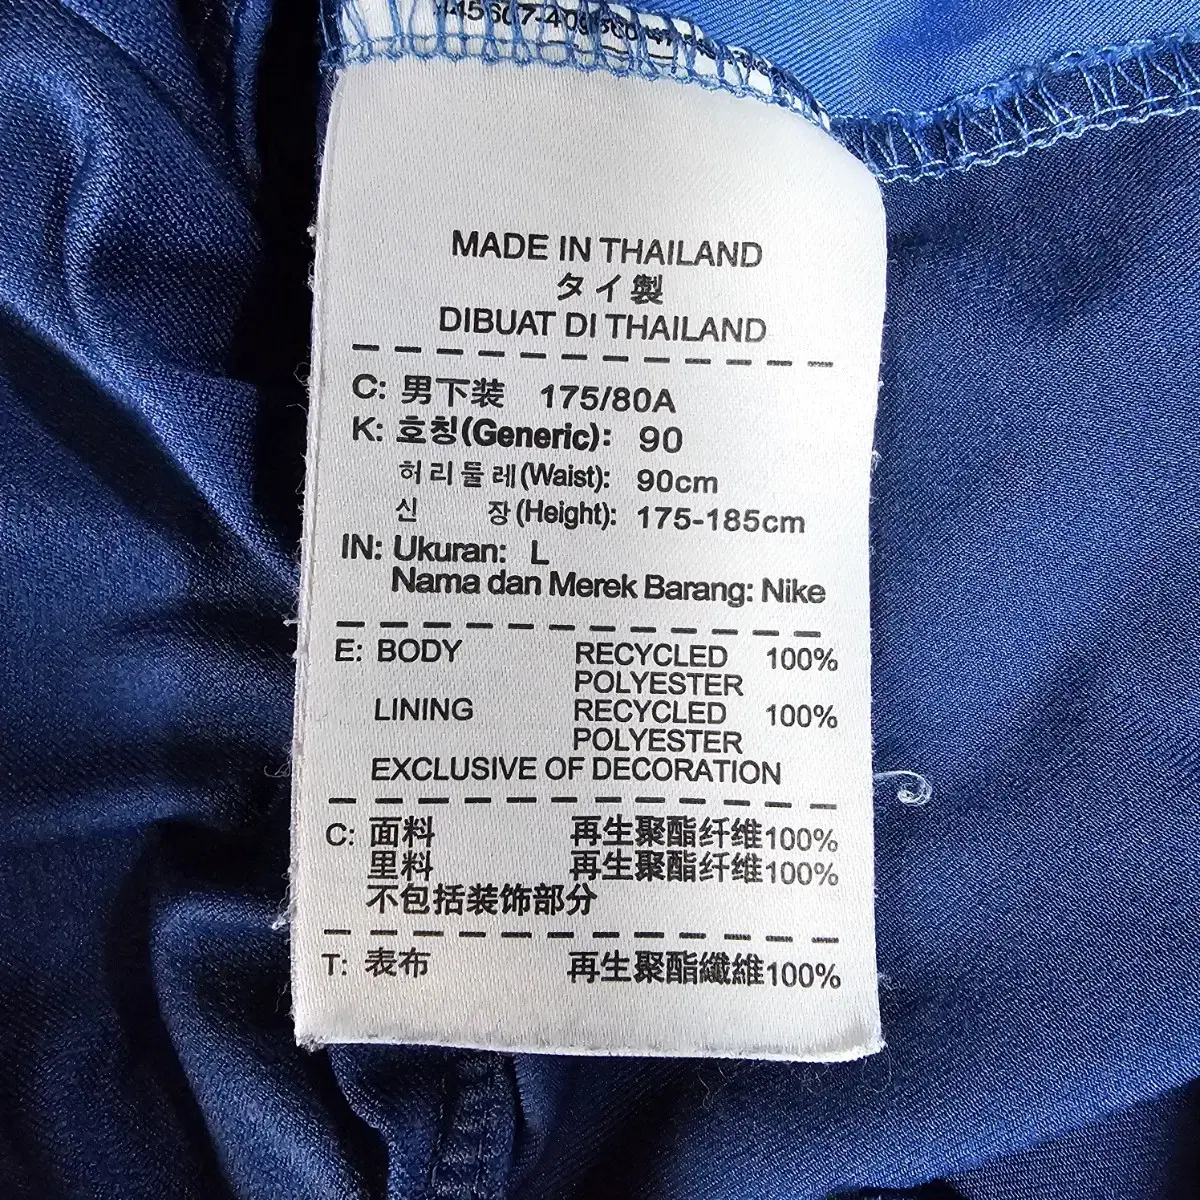 MADE IN THAILAND
タイ製
DIBUAT DI THAILAND
C: 男下装 175/80A
K: 호칭(Generic): 90
허리둘레(Waist): 90cm
신 장(Height): 175-185cm
IN: Ukuran: L
Nama dan Merek Barang: Nike
E: BODY RECYCLED 100%
POLYESTER
LINING RECYCLED 100%
POLYESTER
EXCLUSIVE OF DECORATION
C: 面料 再生聚酯纤维100%
里料 再生聚酯纤维100%
不包括装饰部分
T: 表布 再生聚酯纖維100%